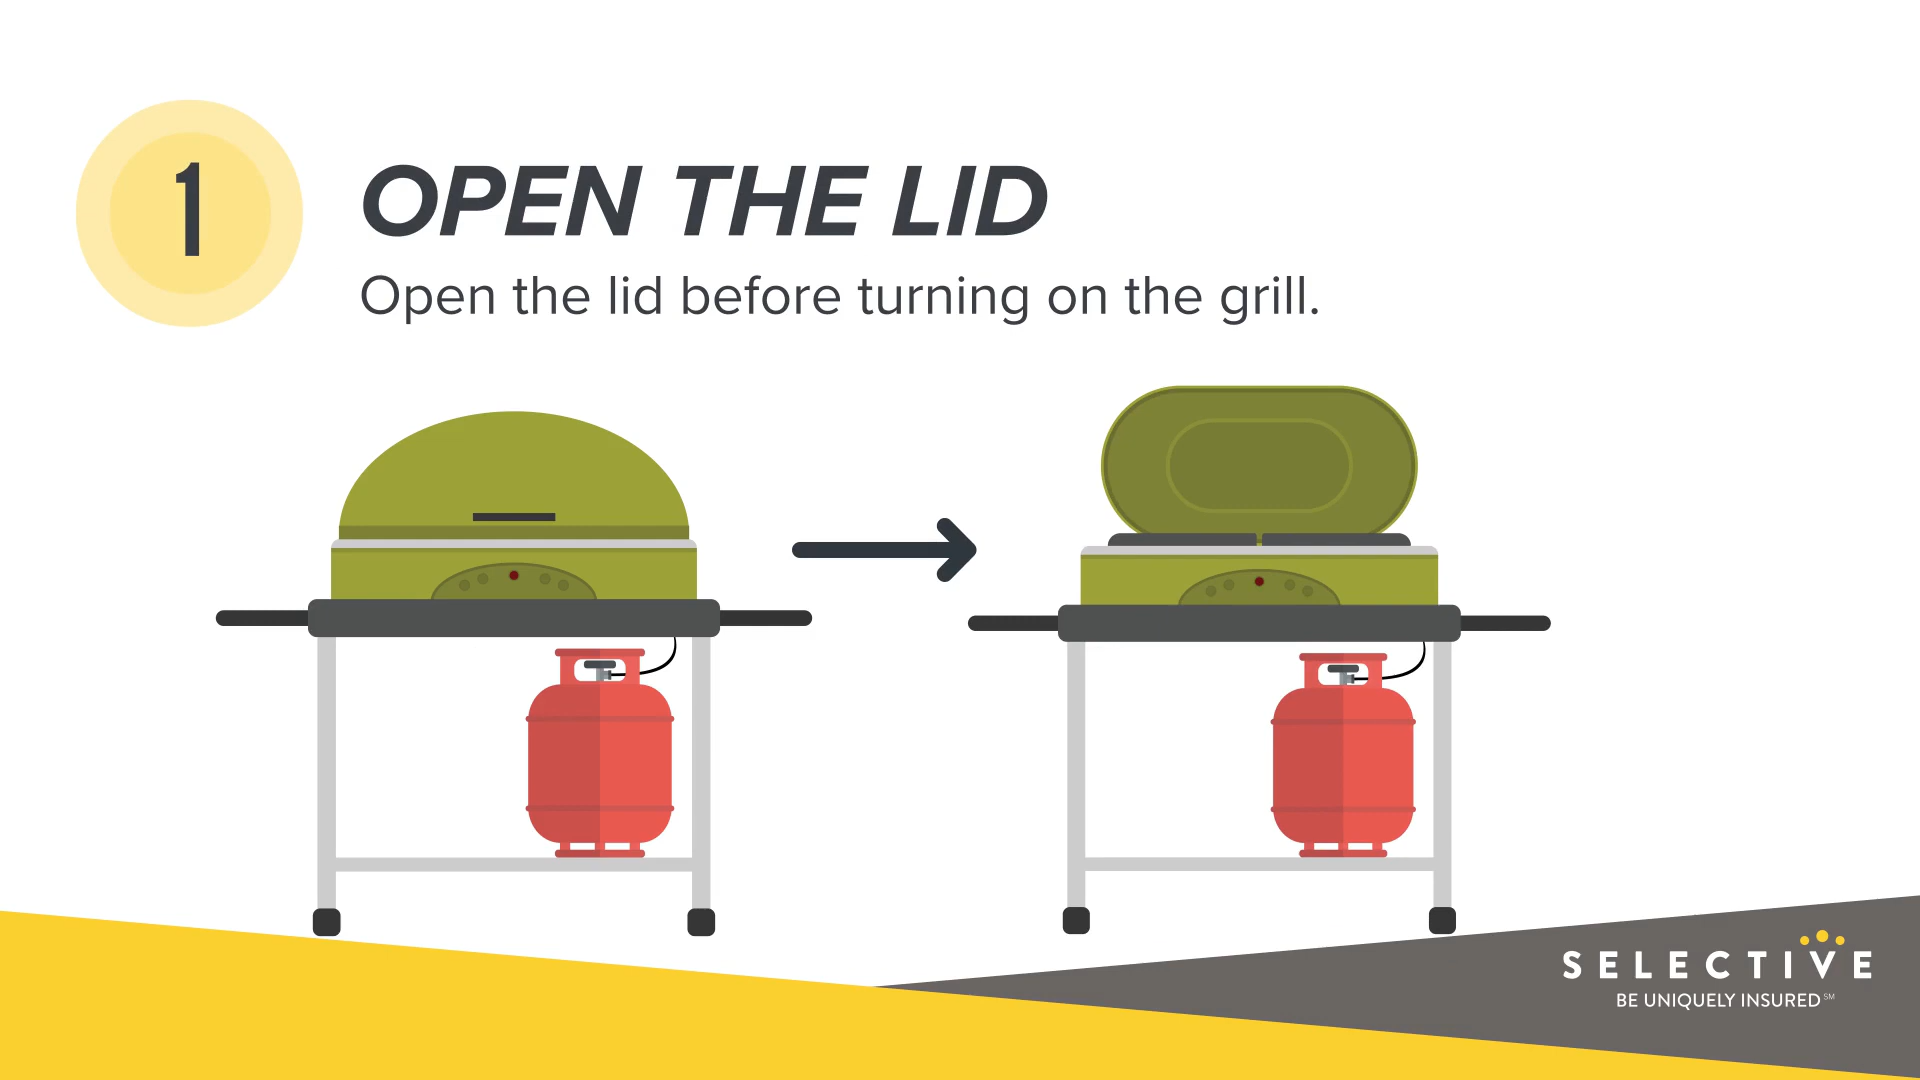 1
OPEN THE LID
Open the lid before turning on the grill.
SELECTIVE
BE UNIQUELY INSURED℠